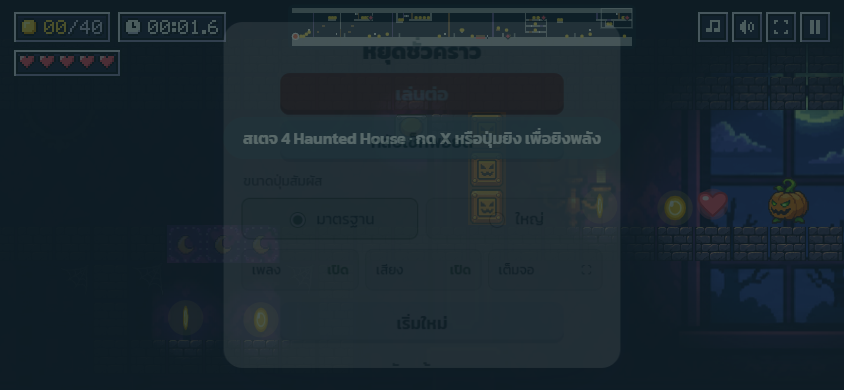 00/40 00:01.6
หยุดชั่วคราว
เล่นต่อ
สเตจ 4 Haunted House · กด X หรือปุ่มยิง เพื่อยิงพลัง
ขนาดปุ่มสัมผัส
มาตรฐาน ใหญ่
เพลง เปิด เสียง เปิด เต็มจอ
เริ่มใหม่